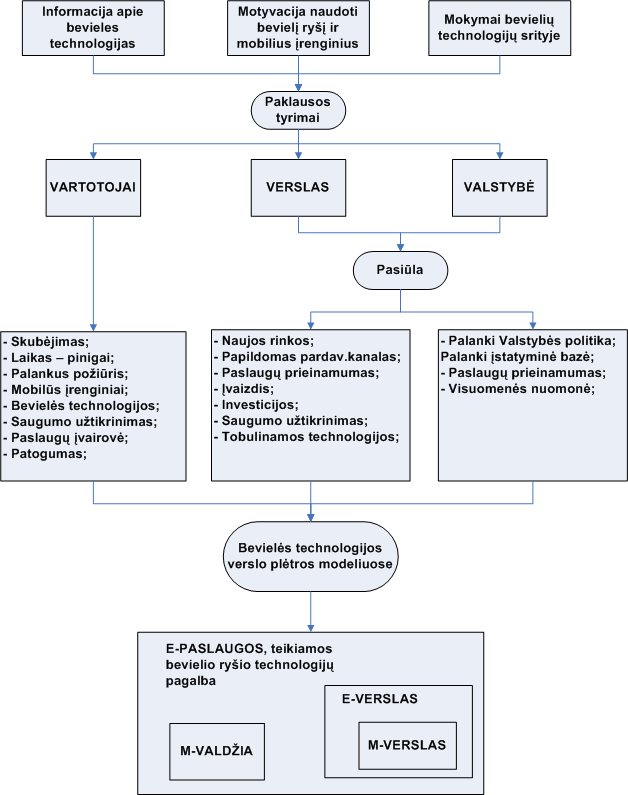 Informacija apie
bevieles
technologijas
Motyvacija naudoti
bevielį ryšį ir
mobilius įrenginius
Mokymai bevielių
technologijų srityje
Paklausos
tyrimai
VARTOTOJAI
VERSLAS
VALSTYBĖ
Pasiūla
- Skubėjimas;
- Laikas – pinigai;
- Palankus požiūris;
- Mobilūs įrenginiai;
- Bevielės technologijos;
- Saugumo užtikrinimas;
- Paslaugų įvairovė;
- Patogumas;
- Naujos rinkos;
- Papildomas pardav.kanalas;
- Paslaugų prieinamumas;
- Įvaizdis;
- Investicijos;
- Saugumo užtikrinimas;
- Tobulinamos technologijos;
- Palanki Valstybės politika;
Palanki įstatyminė bazė;
- Paslaugų prieinamumas;
- Visuomenės nuomonė;
Bevielės technologijos
verslo plėtros modeliuose
E-PASLAUGOS, teikiamos
bevielio ryšio technologijų
pagalba
E-VERSLAS
M-VALDŽIA
M-VERSLAS